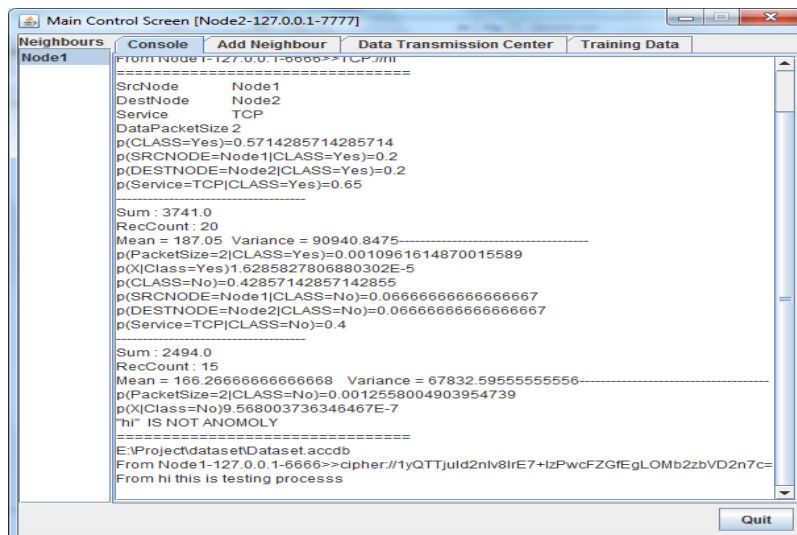 Main Control Screen [Node2-127.0.0.1-7777]
Neighbours
Console
Add Neighbour
Data Transmission Center
Training Data
Node1
From Node1-127.0.0.1-6666>>TCP://hi
==================================
SrcNode Node1
DestNode Node2
Service TCP
DataPacketSize 2
p(CLASS=Yes)=0.5714285714285714
p(SRCNODE=Node1|CLASS=Yes)=0.2
p(DESTNODE=Node2|CLASS=Yes)=0.2
p(Service=TCP|CLASS=Yes)=0.65
------------------------------------
Sum : 3741.0
RecCount : 20
Mean = 187.05 Variance = 90940.8475------------------------------------
p(PacketSize=2|CLASS=Yes)=0.0010961614870015589
p(X|Class=Yes)1.6285827806880302E-5
p(CLASS=No)=0.42857142857142855
p(SRCNODE=Node1|CLASS=No)=0.06666666666666667
p(DESTNODE=Node2|CLASS=No)=0.06666666666666667
p(Service=TCP|CLASS=No)=0.4
------------------------------------
Sum : 2494.0
RecCount : 15
Mean = 166.26666666666668 Variance = 67832.59555555556------------------------------------
p(PacketSize=2|CLASS=No)=0.0012558004903954739
p(X|Class=No)9.568003736346467E-7
"hi" IS NOT ANOMOLY
==================================
E:\Project\dataset\Dataset.accdb
From Node1-127.0.0.1-6666>>cipher://1yQTTjuld2nlv8IrE7+IzPwcFZGfEgLOMb2zbVD2n7c=
From hi this is testing processs
Quit